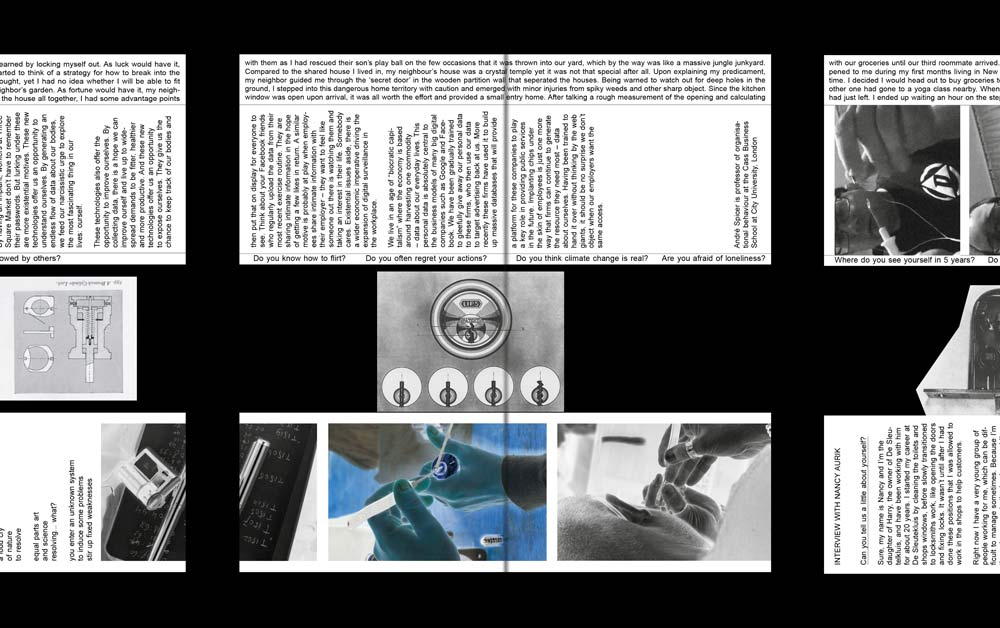 earned by locking myself out. As luck would have it,
arted to think of a strategy for how to break into the
ought, yet I had no idea whether I will be able to fit
eighbor's garden. As fortune would have it, my neigh-
the house all together, I had some advantage points
Square Market don't have to remember
their passwords. But lurking under these
are more existential motives. These new
technologies offer us an opportunity to
understand ourselves. By generating an
endless flow of data about our bodies,
we feed our narcissistic urge to explore
the most fascinating thing in our
lives: ourself.
These technologies also offer the
opportunity to improve ourselves. By
collecting data, there is a hope we can
improve ourself and live up to wide-
spread demands to be fitter, healthier
and more productive. And these new
technologies offer us an opportunity
to expose ourselves. They give us the
chance to keep track of our bodies and
owed by others?
of nature
to resolve
equal parts art
and science
resolving... what?
you enter an unknown system
to induce some problems
stir up fixed weaknesses
with them as I had rescued their son's play ball on the few occasions that it was thrown into our yard, which by the way was like a massive jungle junkyard.
Compared to the shared house I lived in, my neighbour's house was a crystal temple yet it was not that special after all. Upon explaining my predicament,
my neighbor guided me through the 'secret door' in the wooden partition wall that seperated the houses. Being warned to watch out for deep holes in the
ground, I stepped into this dangerous home territory with caution and emerged with minor injuries from spiky weeds and other sharp object. Since the kitchen
window was open upon arrival, it was all worth the effort and provided a small entry home. After talking a rough measurement of the opening and calculating
then put that display for everyone to
see. Think about your Facebook friends
who regularly upload the data from their
most recent exercise routine. They are
sharing intimate information in the hope
of getting a few likes in return. A similar
motive is probably at play when employ-
ees share intimate information with
their employer – they want to feel like
someone out there is watching them and
taking an interest in their life. Somebody
cares. Existential issues aside, there is
a wider economic imperative driving the
expansion of digital surveillance in
the workplace.
We live in an age of "biocratic capi-
talism" where the economy is based
around harvesting one commodity
– data about our everyday lives. This
personal data is absolutely central to
the business models of many big digital
companies such as Google and Face-
book. We have been gradually trained
to gleefully give away our personal data
to these firms, who then use our data
to target advertising back at us. More
recently these firms have used it to build
up massive databases that will provide
a platform for these companies to play
a key role in providing public services
in the future. Implanting chips under
the skin of employees is just one more
way that firms can continue to generate
the resource they need most – data
about ourselves. Having been trained to
hand it over without thinking by the web
giants, it should be no surprise we don't
object when our employers want the
same access.
André Spicer is professor of organisa-
tional behaviour at the Cass Business
School at City University, London.
Do you know how to flirt? Do you often regret your actions? Do you think climate change is real? Are you afraid of loneliness?
LIPS
with our groceries until our third roommate arrived.
pened to me during my first months living in New
time. I decided I would head out to buy groceries b
other one had gone to a yoga class nearby. When
had just left. I ended up waiting an hour on the ste
Where do you see yourself in 5 years? Do
INTERVIEW WITH NANCY AURIK
Can you tell us a little about yourself?
Sure, my name is Nancy and I'm the
daughter of Harry, the owner of De Sleu-
telkluis, and have been working with him
for about 20 years. I started my career at
De Sleutelkluis by cleaning the toilets and
shops windows, before slowly transitioned
to locksmiths work, like opening the doors
and fixing locks. It wasn't until after I had
done these positions that I was allowed to
work in the shops to help customers.
Right now I have a very young group of
people working for me, which can be dif-
ficult to manage sometimes. Because I'm